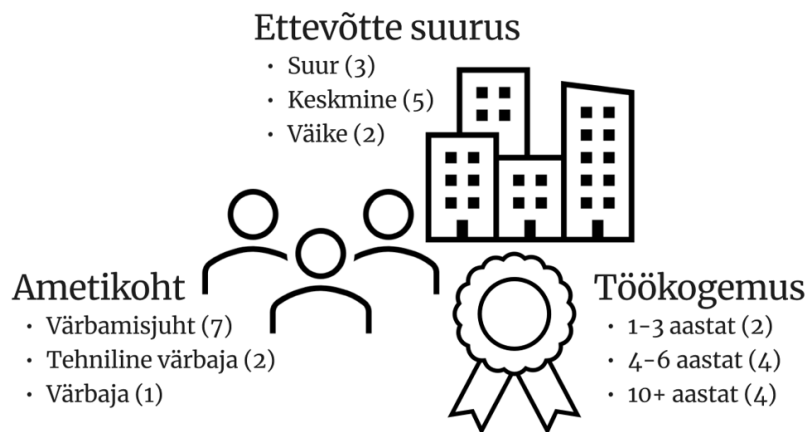 Ettevõtte suurus
• Suur (3)
• Keskmine (5)
• Väike (2)
Ametikoht
• Värbamisjuht (7)
• Tehniline värbaja (2)
• Värbaja (1)
Töökogemus
• 1-3 aastat (2)
• 4-6 aastat (4)
• 10+ aastat (4)